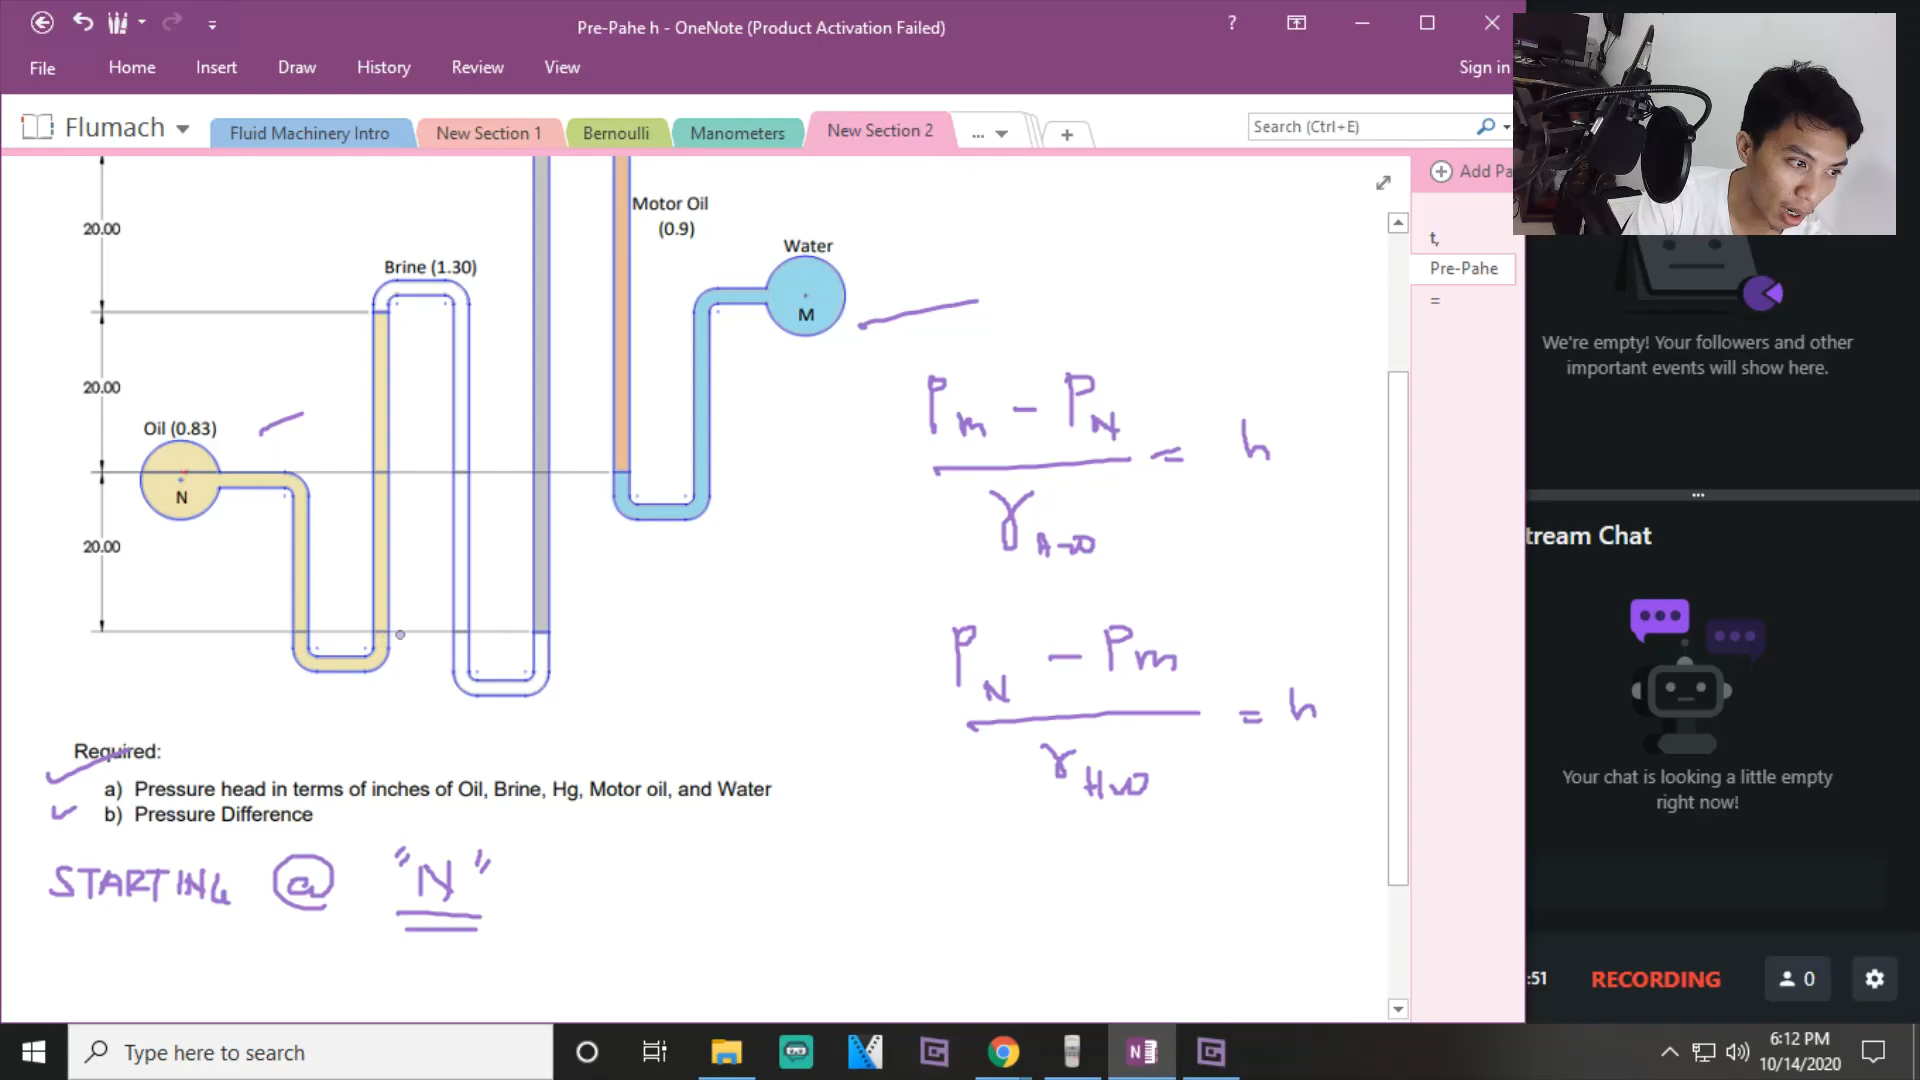 Pre-Pahe h - OneNote (Product Activation Failed)
?
File Home Insert Draw History Review View
Sign in
Flumach
Fluid Machinery Intro
New Section 1
Bernoulli
Manometers
New Section 2
...
+
Search (Ctrl+E)
Add Pa
t,
Pre-Pahe
=
20.00
Motor Oil
(0.9)
Water
M
Brine (1.30)
20.00
Oil (0.83)
N
20.00
Pm - PN
= h
γ
PN - Pm
= h
γ H2O
Required:
a) Pressure head in terms of inches of Oil, Brine, Hg, Motor oil, and Water
b) Pressure Difference
STARTING @ "N"
We're empty! Your followers and other
important events will show here.
...
tream Chat
Your chat is looking a little empty
right now!
:51
RECORDING
0
Type here to search
N
6:12 PM
10/14/2020